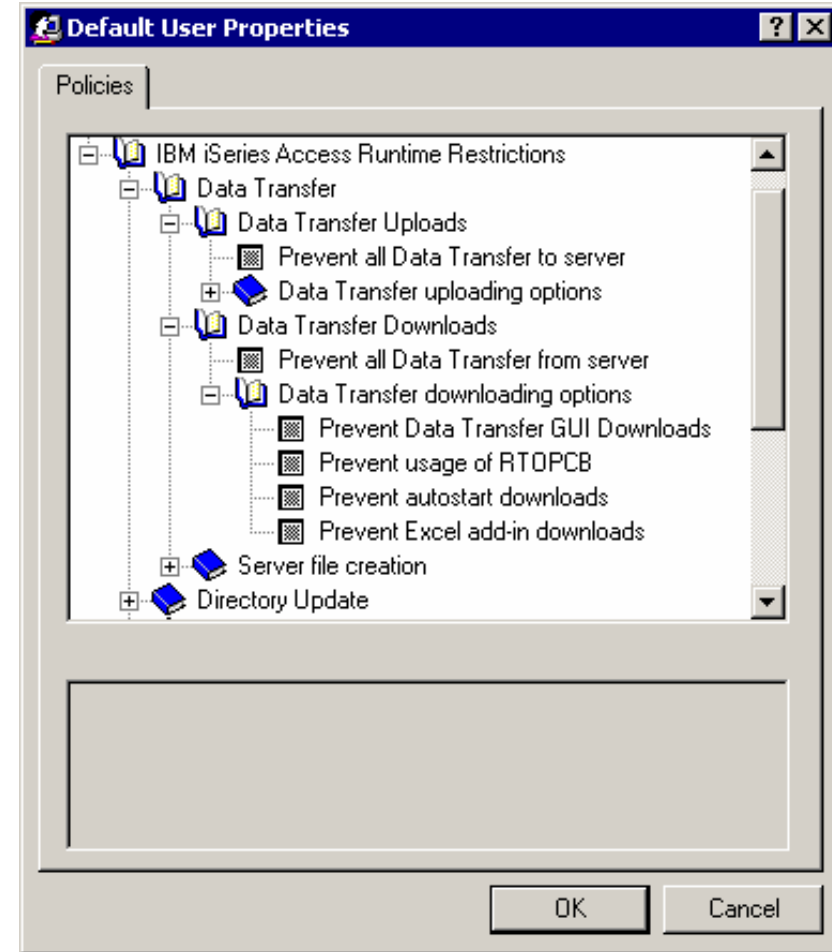 Default User Properties
Policies
IBM iSeries Access Runtime Restrictions
Data Transfer
Data Transfer Uploads
Prevent all Data Transfer to server
Data Transfer uploading options
Data Transfer Downloads
Prevent all Data Transfer from server
Data Transfer downloading options
Prevent Data Transfer GUI Downloads
Prevent usage of RTOPCB
Prevent autostart downloads
Prevent Excel add-in downloads
Server file creation
Directory Update
OK Cancel